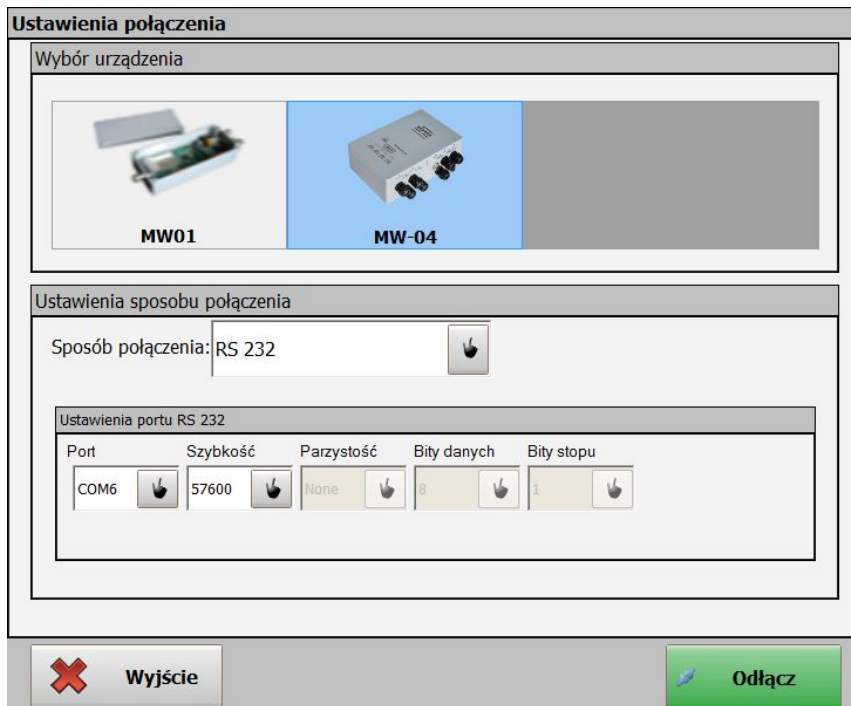 Ustawienia połączenia
Wybór urządzenia
MW01 MW-04
Ustawienia sposobu połączenia
Sposób połączenia: RS 232
Ustawienia portu RS 232
Port Szybkość Parzystość Bity danych Bity stopu
COM6 57600 None 8 1
Wyjście Odłącz